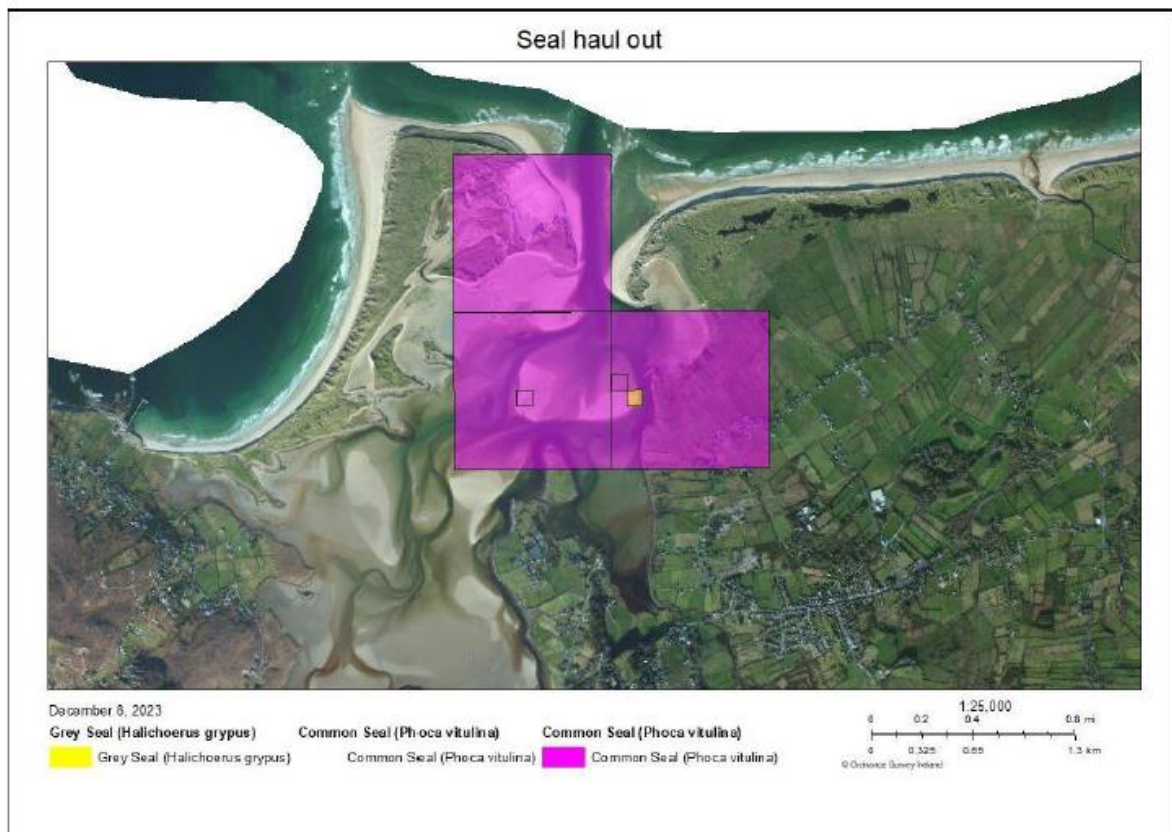 Seal haul out
December 8, 2023
Grey Seal (Halichoerus grypus)
Grey Seal (Halichoerus grypus)
Common Seal (Phoca vitulina)
Common Seal (Phoca vitulina)
Common Seal (Phoca vitulina)
Common Seal (Phoca vitulina)
1:25,000
0 0.2 0.4 0.8 mi
0 0.325 0.65 1.3 km
© Ordnance Survey Ireland